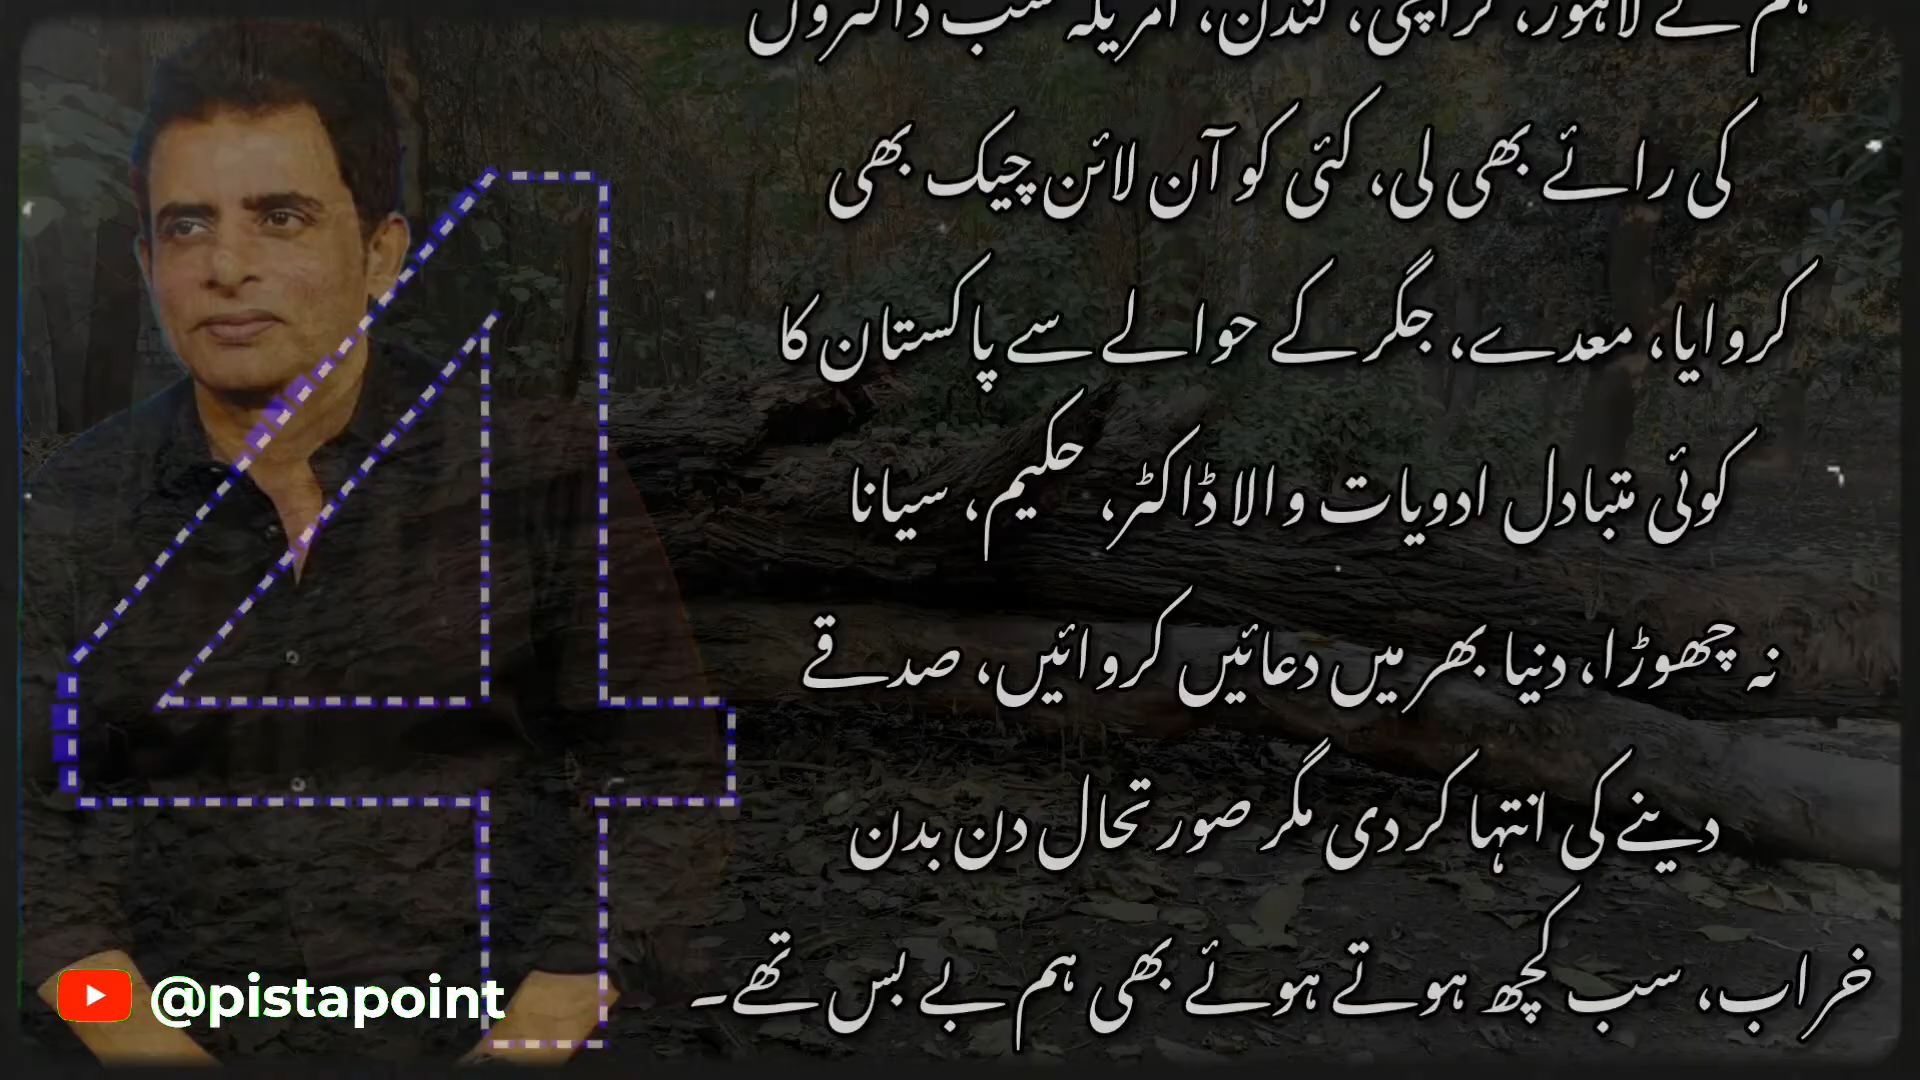 ہم نے لاہور، کراچی، لندن، امریکہ سب ڈاکٹروں
کی رائے بھی لی، کئی کو آن لائن چیک بھی
کروایا، معدے، جگر کے حوالے سے پاکستان کا
کوئی متبادل ادویات والا ڈاکٹر، حکیم، سیانا
نہ چھوڑا، دنیا بھر میں دعائیں کروائیں، صدقے
دینے کی انتہا کر دی مگر صورتحال دن بدن
خراب، سب کچھ ہوتے ہوئے بھی ہم بے بس تھے۔
4
@pistapoint